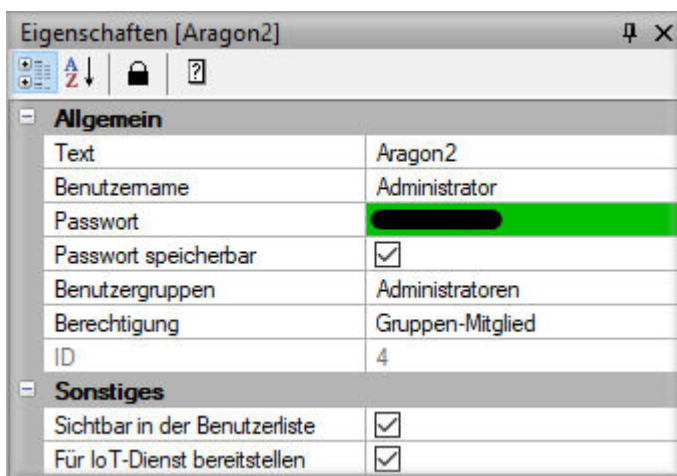 Eigenschaften [Aragon2]
Allgemein
Text Aragon2
Benutzername Administrator
Passwort
Passwort speicherbar
Benutzergruppen Administratoren
Berechtigung Gruppen-Mitglied
ID 4
Sonstiges
Sichtbar in der Benutzerliste
Für IoT-Dienst bereitstellen